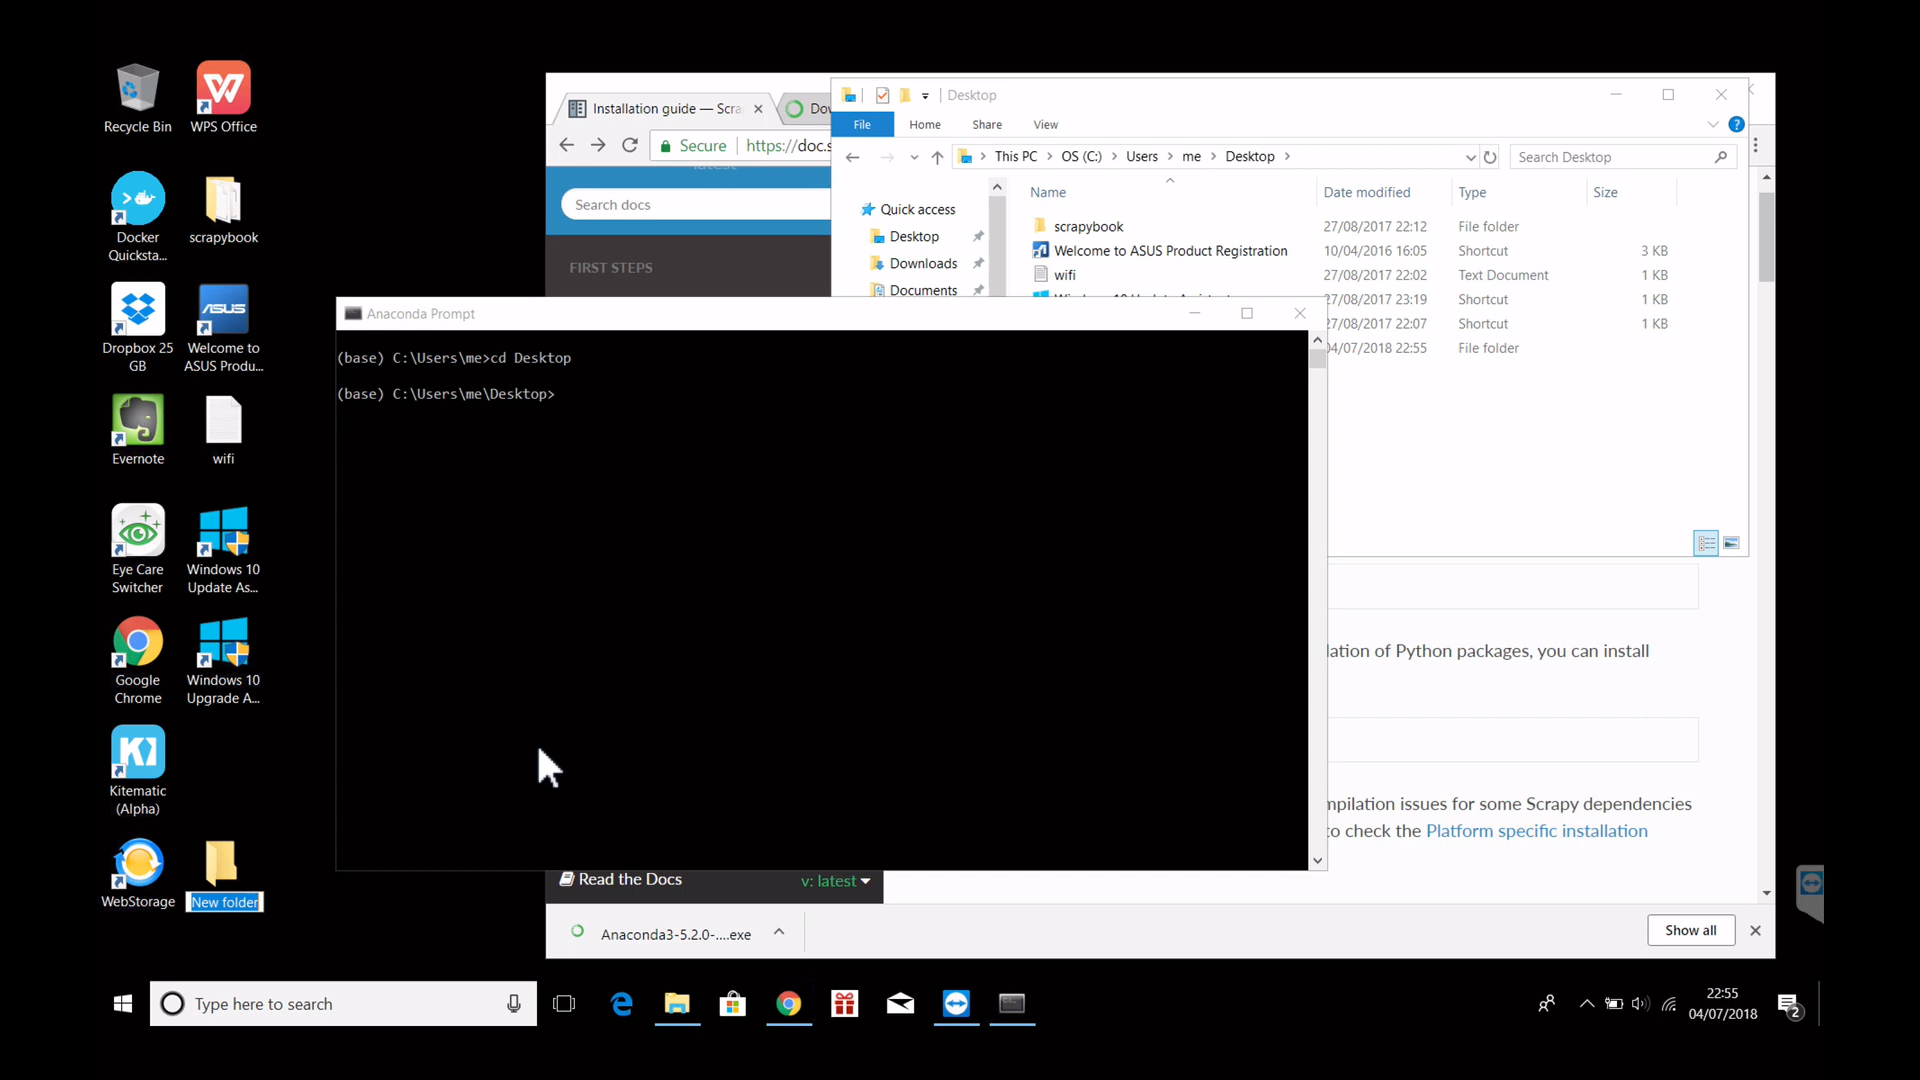 Recycle Bin
WPS Office
Docker
Quicksta...
scrapybook
Dropbox 25
GB
ASUS
Welcome to
ASUS Produ...
Evernote
wifi
Eye Care
Switcher
Windows 10
Update As...
Google
Chrome
Windows 10
Upgrade A...
Kitematic
(Alpha)
WebStorage
New folder
Installation guide — Scra
Dow
Secure
https://doc.s
latest
Search docs
FIRST STEPS
Desktop
File
Home
Share
View
This PC
OS (C:)
Users
me
Desktop
Search Desktop
Name
Date modified
Type
Size
Quick access
Desktop
Downloads
Documents
scrapybook
27/08/2017 22:12
File folder
Welcome to ASUS Product Registration
10/04/2016 16:05
Shortcut
3 KB
wifi
27/08/2017 22:02
Text Document
1 KB
27/08/2017 23:19
Shortcut
1 KB
27/08/2017 22:07
Shortcut
1 KB
04/07/2018 22:55
File folder
Anaconda Prompt
(base) C:\Users\me>cd Desktop
(base) C:\Users\me\Desktop>
lation of Python packages, you can install
mpilation issues for some Scrapy dependencies
to check the Platform specific installation
Read the Docs
v: latest
Anaconda3-5.2.0-....exe
Show all
Type here to search
22:55
04/07/2018
2